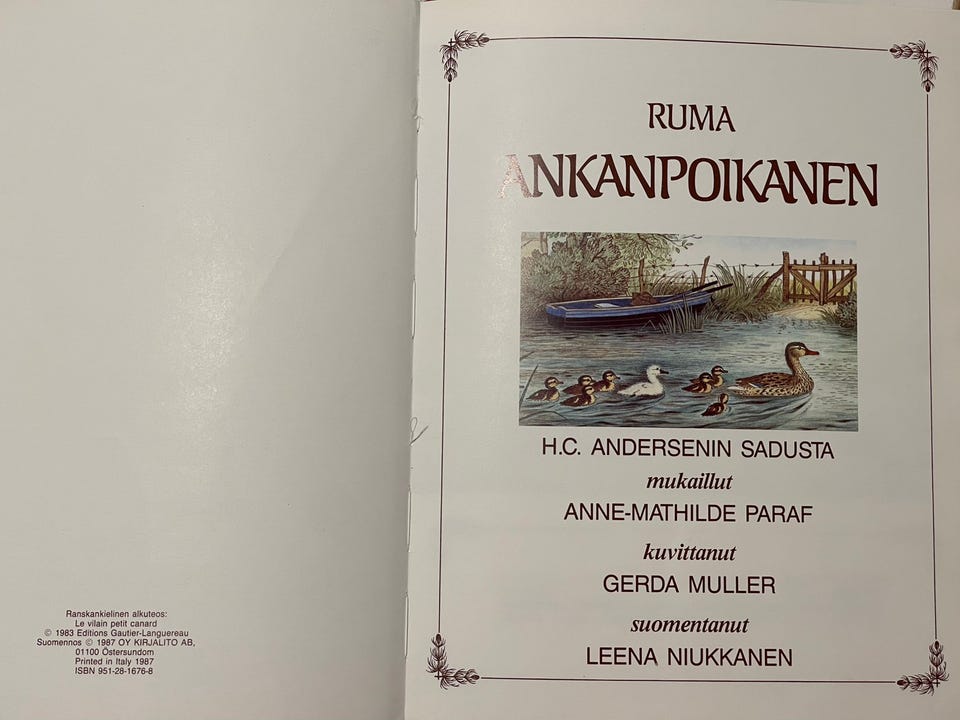 Ranskankielinen alkuteos:
Le vilain petit canard
© 1983 Editions Gautier-Languereau
Suomennos © 1987 OY KIRJALITO AB,
01100 Östersundom
Printed in Italy 1987
ISBN 951-28-1676-8
RUMA
ANKANPOIKANEN
H.C. ANDERSENIN SADUSTA
mukaillut
ANNE-MATHILDE PARAF
kuvittanut
GERDA MULLER
suomentanut
LEENA NIUKKANEN